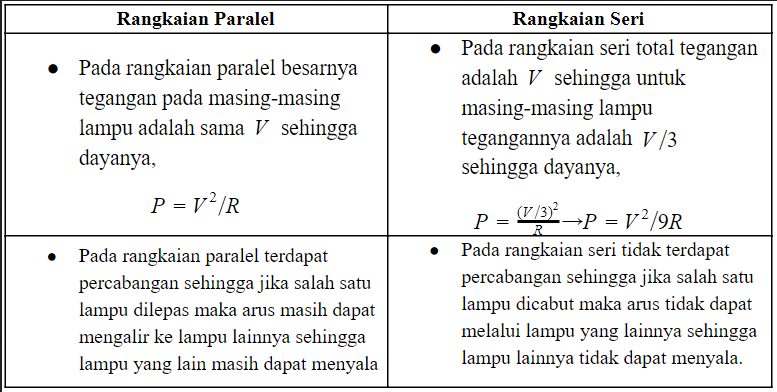 Rangkaian Paralel
Rangkaian Seri
● Pada rangkaian paralel besarnya
tegangan pada masing-masing
lampu adalah sama V sehingga
dayanya,
P = V²/R
● Pada rangkaian seri total tegangan
adalah V sehingga untuk
masing-masing lampu
tegangannya adalah V/3
sehingga dayanya,
P = (V/3)²/R → P = V²/9R
● Pada rangkaian paralel terdapat
percabangan sehingga jika salah satu
lampu dilepas maka arus masih dapat
mengalir ke lampu lainnya sehingga
lampu yang lain masih dapat menyala
● Pada rangkaian seri tidak terdapat
percabangan sehingga jika salah satu
lampu dicabut maka arus tidak dapat
melalui lampu yang lainnya sehingga
lampu lainnya tidak dapat menyala.